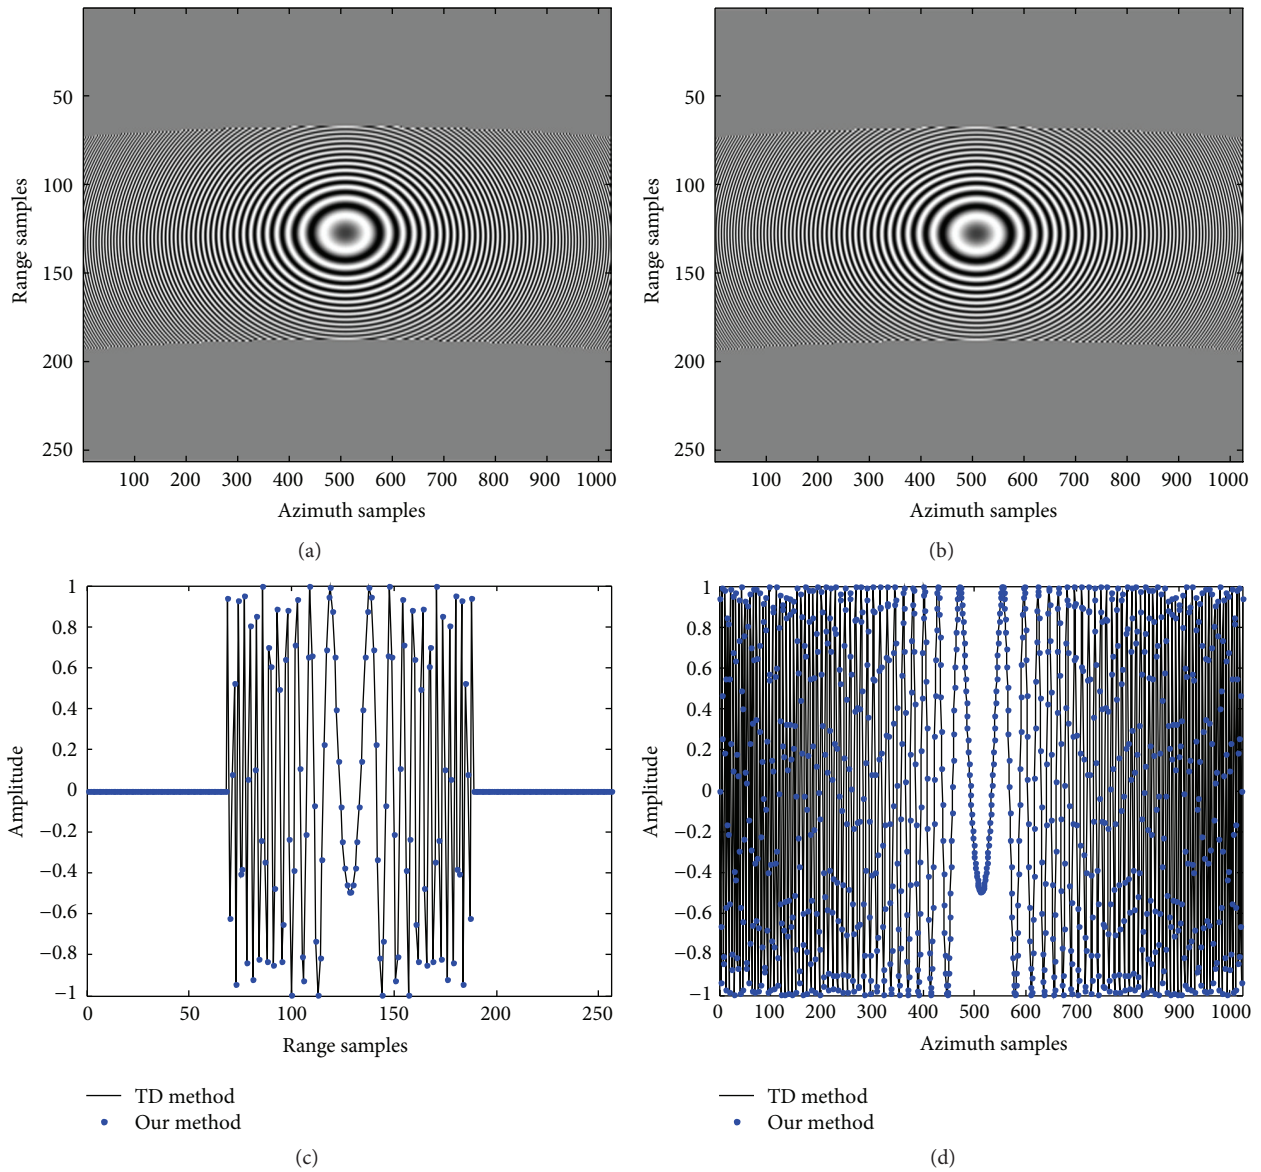 50
100
150
200
250
Range samples
100 200 300 400 500 600 700 800 900 1000
Azimuth samples
(a)
50
100
150
200
250
Range samples
100 200 300 400 500 600 700 800 900 1000
Azimuth samples
(b)
1
0.8
0.6
0.4
0.2
0
−0.2
−0.4
−0.6
−0.8
−1
Amplitude
0 50 100 150 200 250
Range samples
TD method
Our method
(c)
1
0.8
0.6
0.4
0.2
0
−0.2
−0.4
−0.6
−0.8
−1
Amplitude
0 100 200 300 400 500 600 700 800 900 1000
Azimuth samples
TD method
Our method
(d)